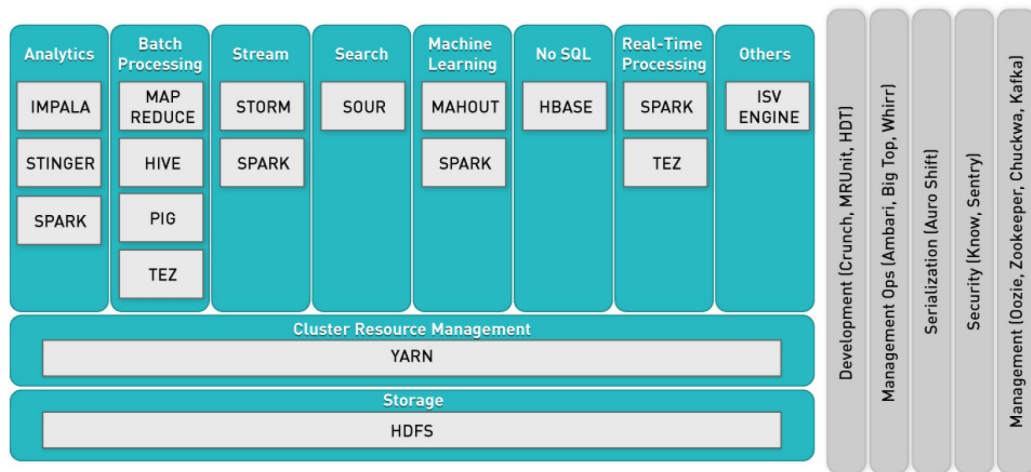 Analytics
IMPALA
STINGER
SPARK
Batch
Processing
MAP
REDUCE
HIVE
PIG
TEZ
Stream
STORM
SPARK
Search
SOUR
Machine
Learning
MAHOUT
SPARK
No SQL
HBASE
Real-Time
Processing
SPARK
TEZ
Others
ISV
ENGINE
Cluster Resource Management
YARN
Storage
HDFS
Development (Crunch, MRUnit, HDT)
Management Ops (Ambari, Big Top, Whirr)
Serialization (Auro Shift)
Security (Know, Sentry)
Management (Oozie, Zookeeper, Chuckwa, Kafka)